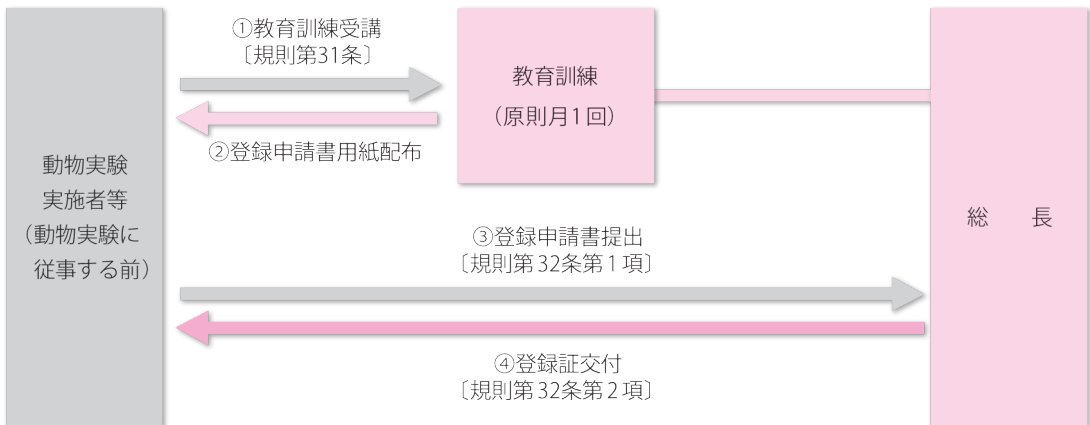 ①教育訓練受講
〔規則第31条〕
教育訓練
（原則月1回）
②登録申請書用紙配布
動物実験
実施者等
（動物実験に
従事する前）
③登録申請書提出
〔規則第32条第1項〕
総　長
④登録証交付
〔規則第32条第2項〕